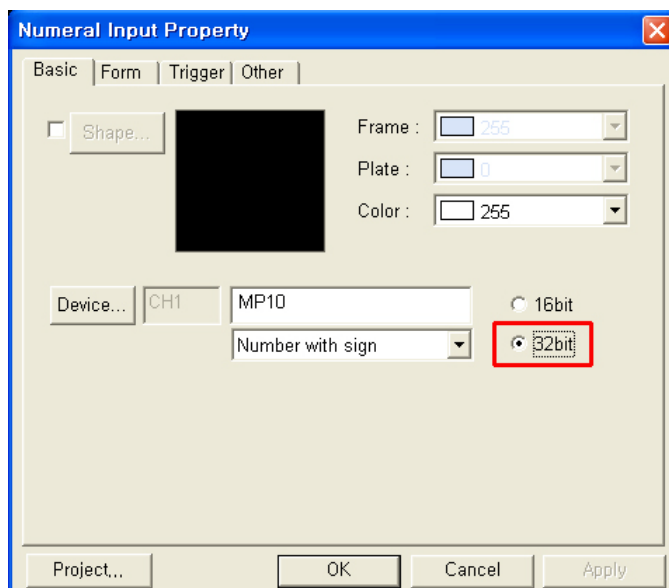 Numeral Input Property
Basic Form Trigger Other
Shape...
Frame : 255
Plate : 0
Color : 255
Device... CH1 MP10 16bit
Number with sign 32bit
Project,,, OK Cancel Apply